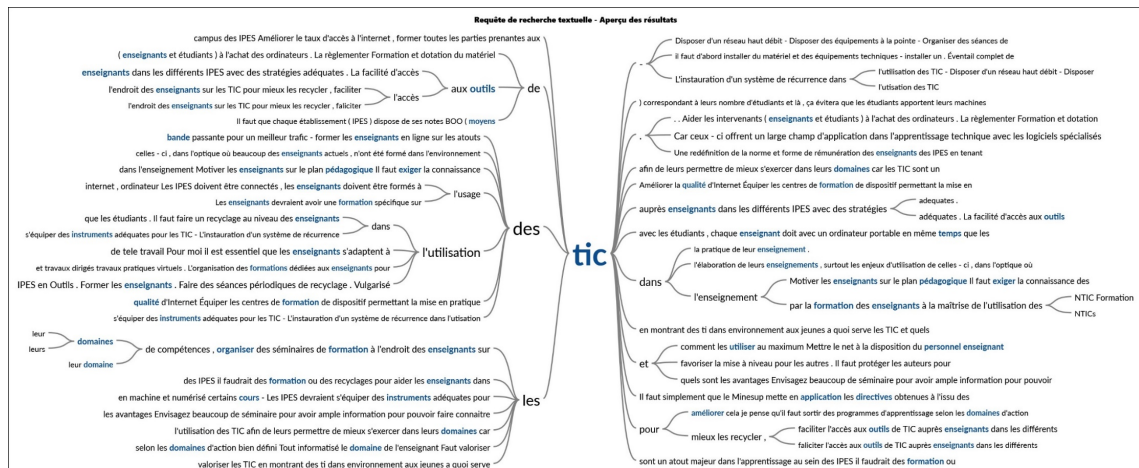 Requête de recherche textuelle - Aperçu des résultats
campus des IPES Améliorer le taux d'accès à l'internet , former toutes les parties prenantes aux
( enseignants et étudiants ) à l'achat des ordinateurs . La règlementer Formation et dotation du matériel
enseignants dans les différents IPES avec des stratégies adéquates . La facilité d'accès
l'endroit des enseignants sur les TIC pour mieux les recycler , faciliter
l'endroit des enseignants sur les TIC pour mieux les recycler , faliciter
l'accès
aux outils
Il faut que chaque établissement ( IPES ) dispose de ses notes BOO ( moyens
de
bande passante pour un meilleur trafic - former les enseignants en ligne sur les atouts
celles - ci , dans l'optique où beaucoup des enseignants actuels , n'ont été formé dans l'environnement
dans l'enseignement Motiver les enseignants sur le plan pédagogique Il faut exiger la connaissance
internet , ordinateur Les IPES doivent être connectés , les enseignants doivent être formés à
Les enseignants devraient avoir une formation spécifique sur
l'usage
que les étudiants . Il faut faire un recyclage au niveau des enseignants
s'équiper des instruments adéquates pour les TIC - L'instauration d'un système de récurrence
dans
de tele travail Pour moi il est essentiel que les enseignants s'adaptent à
et travaux dirigés travaux pratiques virtuels . L'organisation des formations dédiées aux enseignants pour
IPES en Outils . Former les enseignants . Faire des séances périodiques de recyclage . Vulgarisé
l'utilisation
qualité d'Internet Équiper les centres de formation de dispositif permettant la mise en pratique
s'équiper des instruments adéquates pour les TIC - L'instauration d'un système de récurrence dans l'utisation
des
leur
leurs
domaines
leur domaine
de compétences , organiser des séminaires de formation à l'endroit des enseignants sur
des IPES il faudrait des formation ou des recyclages pour aider les enseignants dans
en machine et numérisé certains cours - Les IPES devraient s'équiper des instruments adéquates pour
les avantages Envisagez beaucoup de séminaire pour avoir ample information pour pouvoir faire connaitre
l'utilisation des TIC afin de leurs permettre de mieux s'exercer dans leurs domaines car
selon les domaines d'action bien défini Tout informatisé le domaine de l'enseignant Faut valoriser
valoriser les TIC en montrant des ti dans environnement aux jeunes a quoi serve
les
tic
-
Disposer d'un réseau haut débit - Disposer des équipements à la pointe - Organiser des séances de
il faut d'abord installer du matériel et des équipements techniques - installer un . Éventail complet de
L'instauration d'un système de récurrence dans
l'utilisation des TIC - Disposer d'un réseau haut débit - Disposer
l'utisation des TIC
) correspondant à leurs nombre d'étudiants et là , ça évitera que les étudiants apportent leurs machines
.
. . Aider les intervenants ( enseignants et étudiants ) à l'achat des ordinateurs . La règlementer Formation et dotation
Car ceux - ci offrent un large champ d'application dans l'apprentissage technique avec les logiciels spécialisés
Une redéfinition de la norme et forme de rémunération des enseignants des IPES en tenant
afin de leurs permettre de mieux s'exercer dans leurs domaines car les TIC sont un
Améliorer la qualité d'Internet Équiper les centres de formation de dispositif permettant la mise en
auprès enseignants dans les différents IPES avec des stratégies
adequates .
adéquates . La facilité d'accès aux outils
avec les étudiants , chaque enseignant doit avec un ordinateur portable en même temps que les
dans
la pratique de leur enseignement .
l'élaboration de leurs enseignements , surtout les enjeux d'utilisation de celles - ci , dans l'optique où
l'enseignement
Motiver les enseignants sur le plan pédagogique Il faut exiger la connaissance des
par la formation des enseignants à la maîtrise de l'utilisation des
NTIC Formation
NTICs
en montrant des ti dans environnement aux jeunes a quoi serve les TIC et quels
et
comment les utiliser au maximum Mettre le net à la disposition du personnel enseignant
favoriser la mise à niveau pour les autres . Il faut protéger les auteurs pour
quels sont les avantages Envisagez beaucoup de séminaire pour avoir ample information pour pouvoir
Il faut simplement que le Minesup mette en application les directives obtenues à l'issu des
pour
améliorer cela je pense qu'il faut sortir des programmes d'apprentissage selon les domaines d'action
mieux les recycler ,
faciliter l'accès aux outils de TIC auprès enseignants dans les différents
faliciter l'accès aux outils de TIC auprès enseignants dans les différents
sont un atout majeur dans l'apprentissage au sein des IPES il faudrait des formation ou